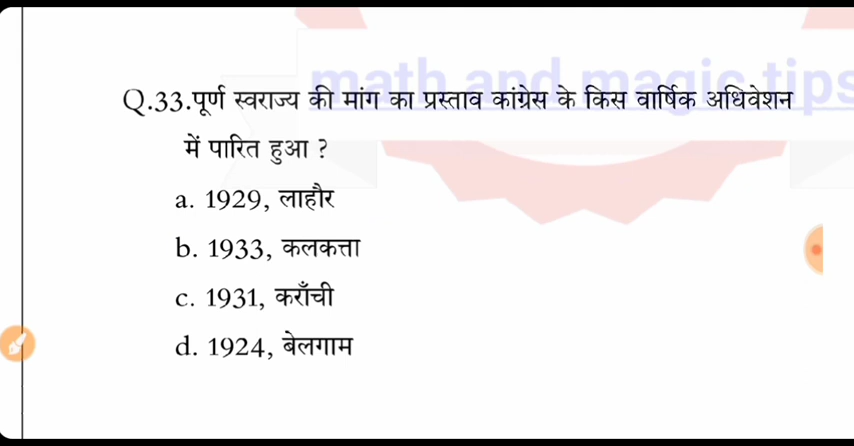 math and magic tips
Q.33.पूर्ण स्वराज्य की मांग का प्रस्ताव कांग्रेस के किस वार्षिक अधिवेशन
में पारित हुआ ?
a. 1929, लाहौर
b. 1933, कलकत्ता
c. 1931, कराँची
d. 1924, बेलगाम